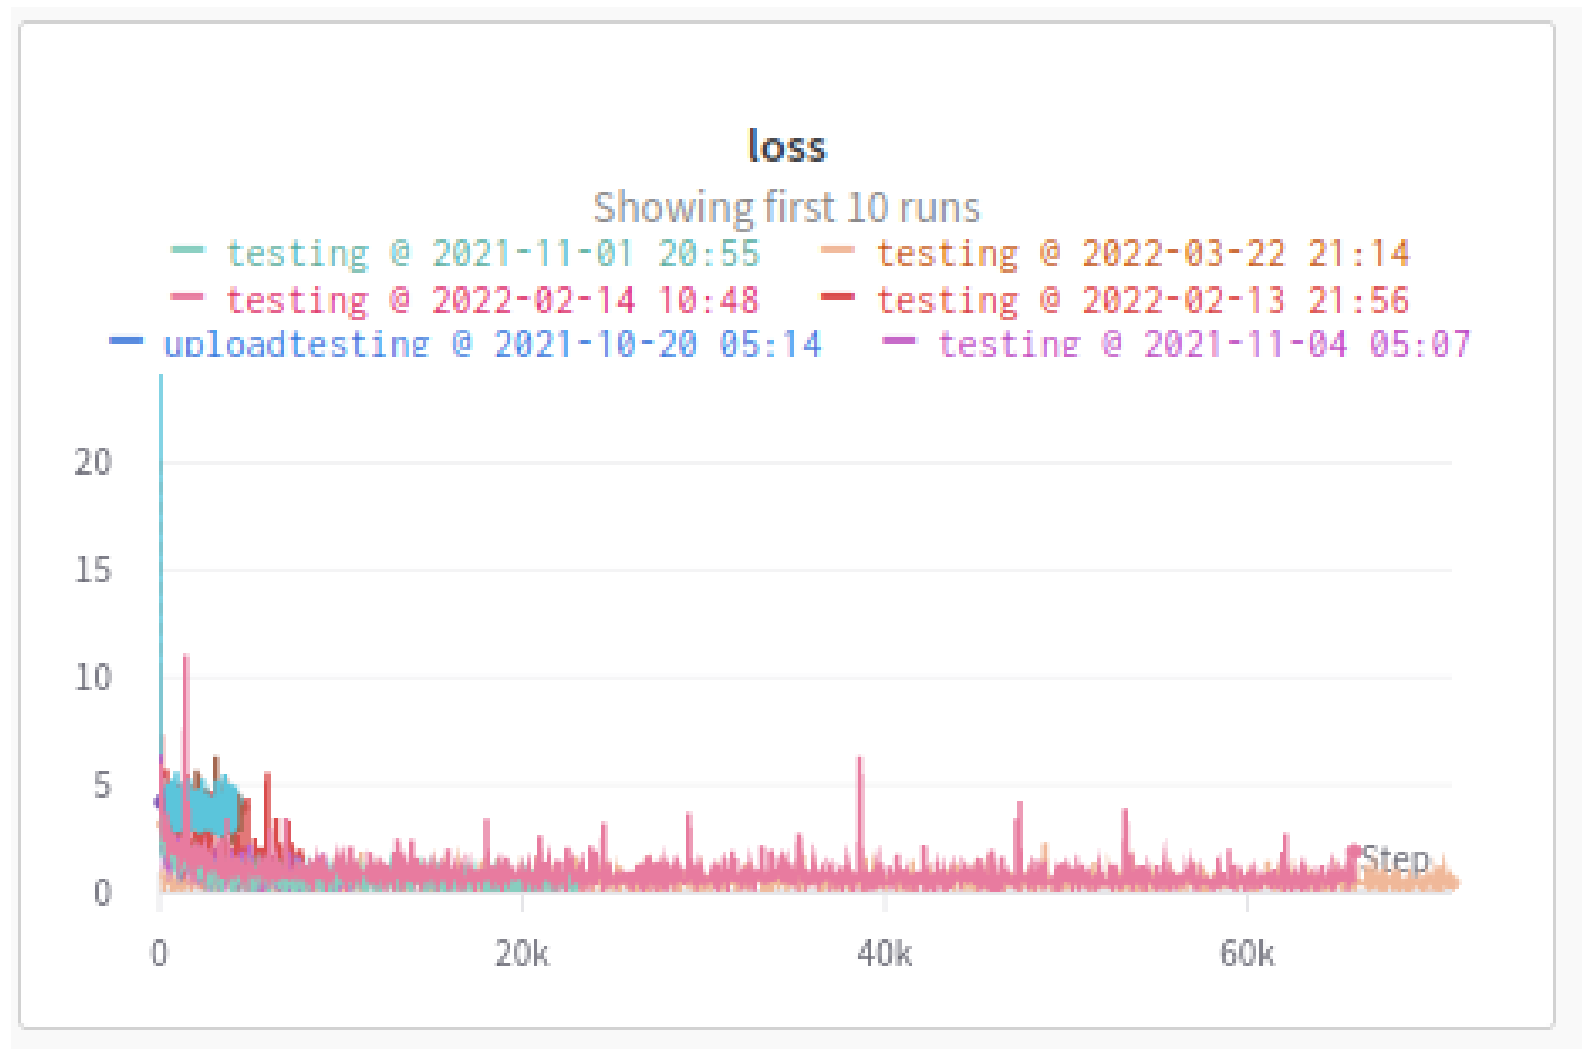 loss
Showing first 10 runs
testing @ 2021-11-01 20:55 testing @ 2022-03-22 21:14
testing @ 2022-02-14 10:48 testing @ 2022-02-13 21:56
uploadtesting @ 2021-10-20 05:14 testing @ 2021-11-04 05:07
20
15
10
5
0
Step
0 20k 40k 60k